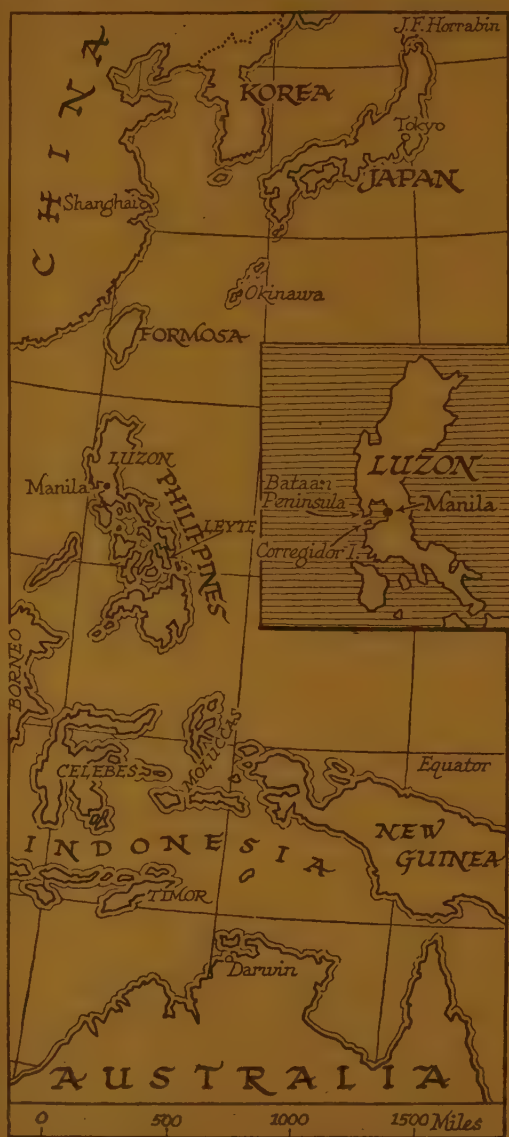 J.F. Horrabin
CHINA
KOREA
Tokyo
JAPAN
Shanghai
Okinawa
FORMOSA
LUZON
Manila
PHILIPPINES
LEYTE
LUZON
Bataan
Peninsula
Manila
Corregidor I.
BORNEO
CELEBES
MOLUCCAS
Equator
NEW
GUINEA
INDONESIA
TIMOR
Darwin
AUSTRALIA
0 500 1000 1500 Miles